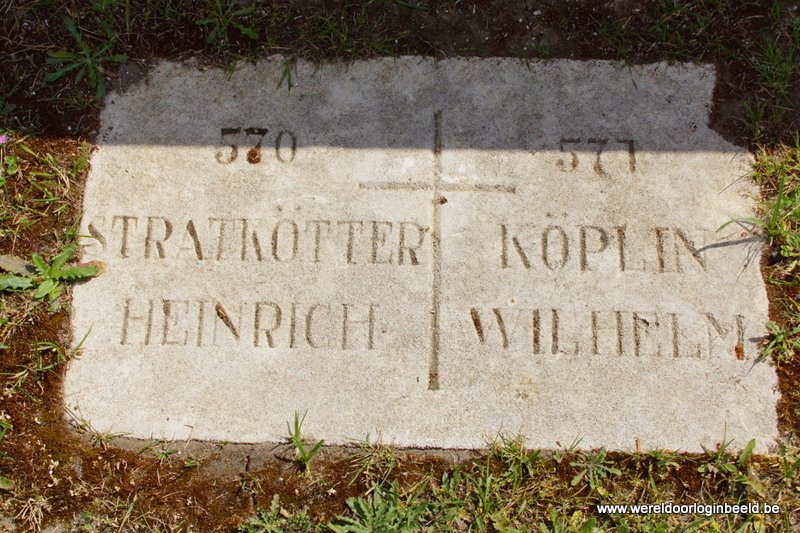 570
STRATKÖTTER
HEINRICH
571
KÖPLIN
WILHELM
www.wereldoorloginbeeld.be